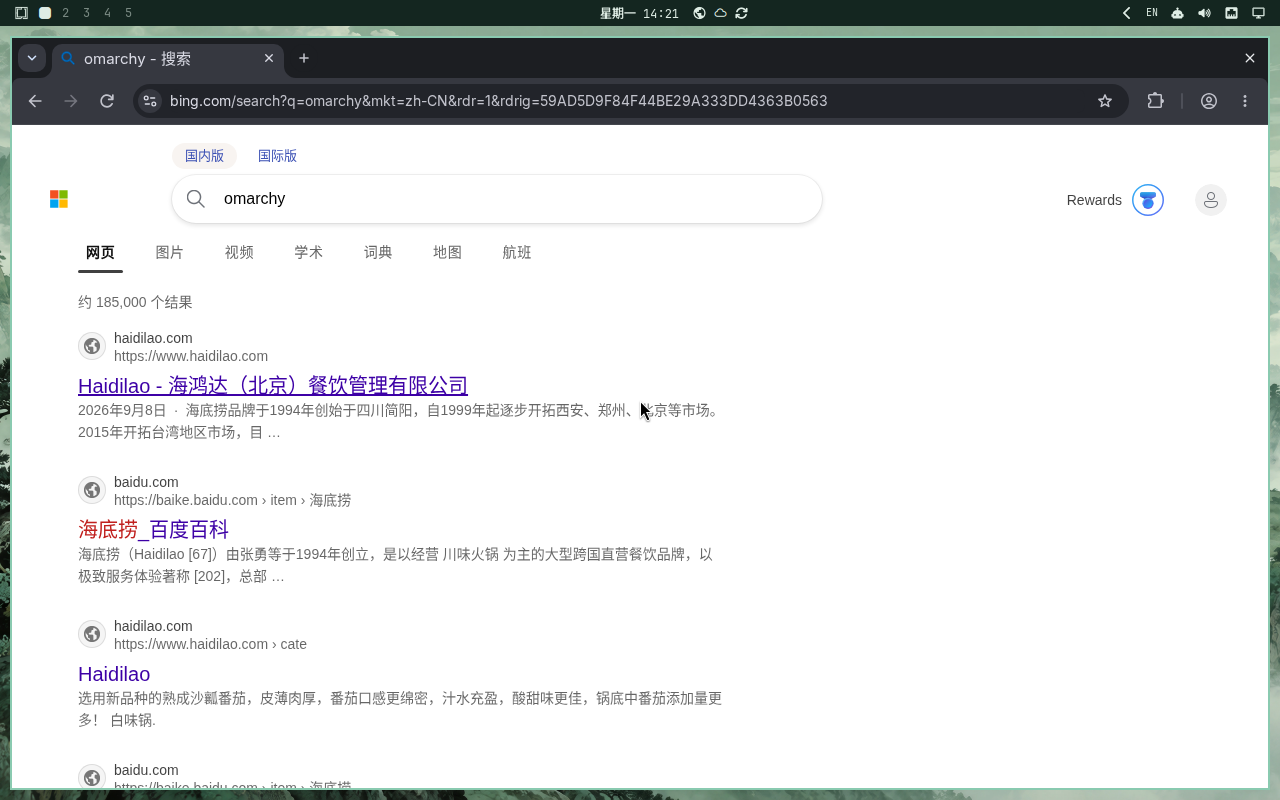 2 3 4 5
星期一 14:21
EN
omarchy - 搜索
bing.com/search?q=omarchy&mkt=zh-CN&rdr=1&rdrig=59AD5D9F84F44BE29A333DD4363B0563
国内版 国际版
omarchy
Rewards
网页 图片 视频 学术 词典 地图 航班
约 185,000 个结果
haidilao.com
https://www.haidilao.com
Haidilao - 海鸿达（北京）餐饮管理有限公司
2026年9月8日 · 海底捞品牌于1994年创始于四川简阳，自1999年起逐步开拓西安、郑州、北京等市场。
2015年开拓台湾地区市场，目 …
baidu.com
https://baike.baidu.com › item › 海底捞
海底捞_百度百科
海底捞（Haidilao [67]）由张勇等于1994年创立，是以经营 川味火锅 为主的大型跨国直营餐饮品牌，以
极致服务体验著称 [202]，总部 …
haidilao.com
https://www.haidilao.com › cate
Haidilao
选用新品种的熟成沙瓤番茄，皮薄肉厚，番茄口感更绵密，汁水充盈，酸甜味更佳，锅底中番茄添加量更
多！ 白味锅.
baidu.com
https://baike.baidu.com › item › 海底捞